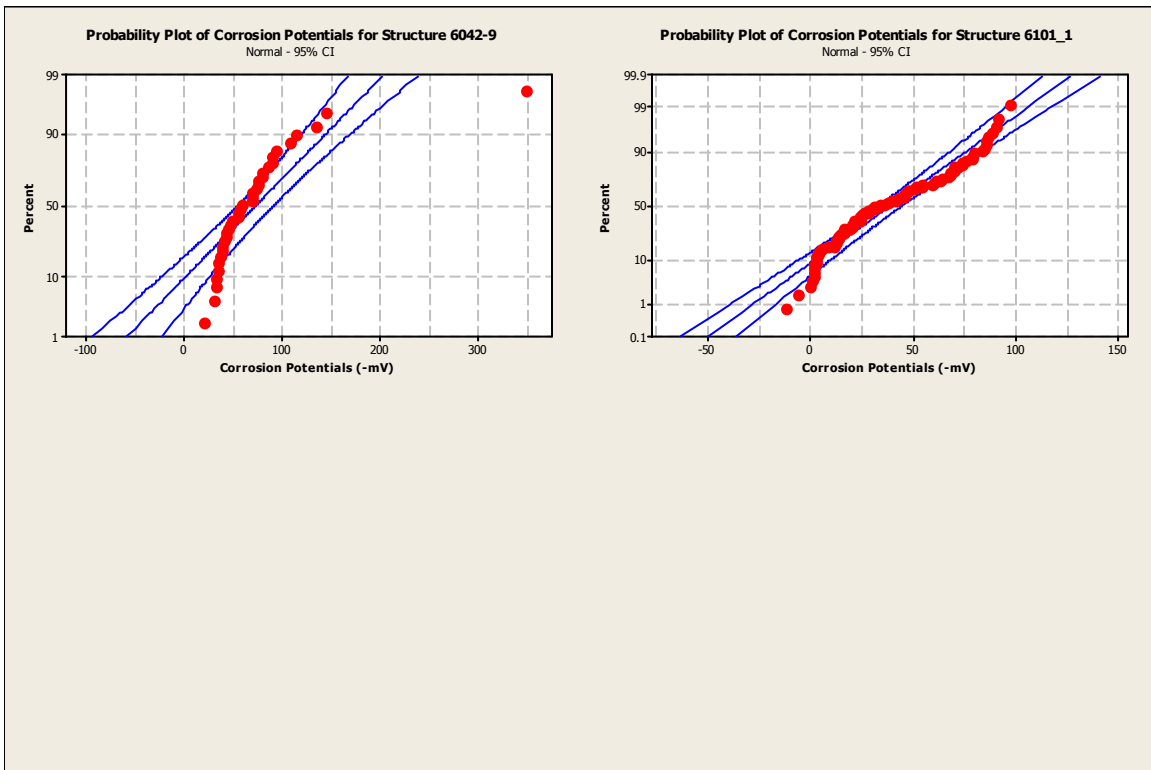 Probability Plot of Corrosion Potentials for Structure 6042-9
Normal - 95% CI
99
90
50
10
1
Percent
-100 0 100 200 300
Corrosion Potentials (-mV)
Probability Plot of Corrosion Potentials for Structure 6101_1
Normal - 95% CI
99.9
99
90
50
10
1
0.1
Percent
-50 0 50 100 150
Corrosion Potentials (-mV)